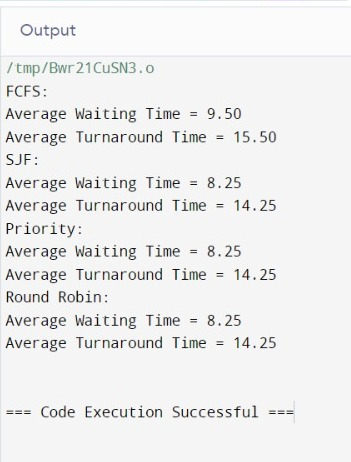 Output
/tmp/Bwr21CuSN3.o
FCFS:
Average Waiting Time = 9.50
Average Turnaround Time = 15.50
SJF:
Average Waiting Time = 8.25
Average Turnaround Time = 14.25
Priority:
Average Waiting Time = 8.25
Average Turnaround Time = 14.25
Round Robin:
Average Waiting Time = 8.25
Average Turnaround Time = 14.25
=== Code Execution Successful ===